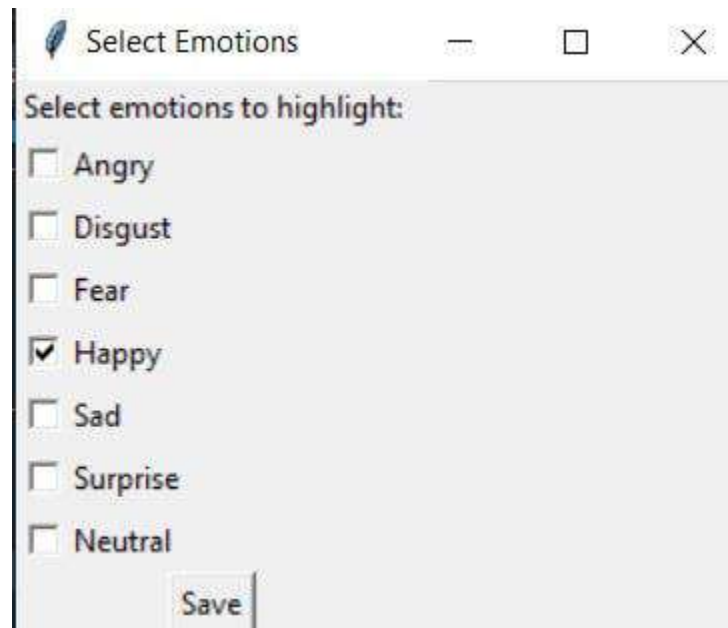 Select Emotions
Select emotions to highlight:
Angry
Disgust
Fear
Happy
Sad
Surprise
Neutral
Save